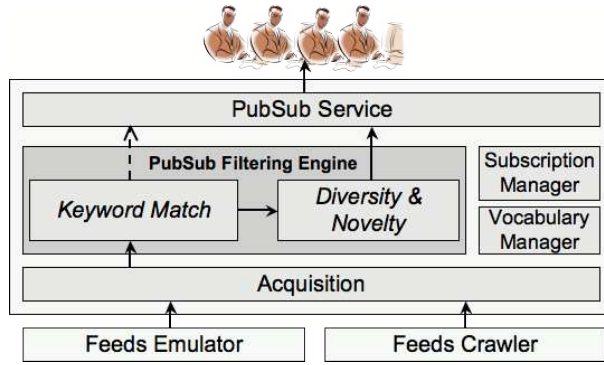 PubSub Service
PubSub Filtering Engine
Keyword Match
Diversity &
Novelty
Subscription
Manager
Vocabulary
Manager
Acquisition
Feeds Emulator
Feeds Crawler